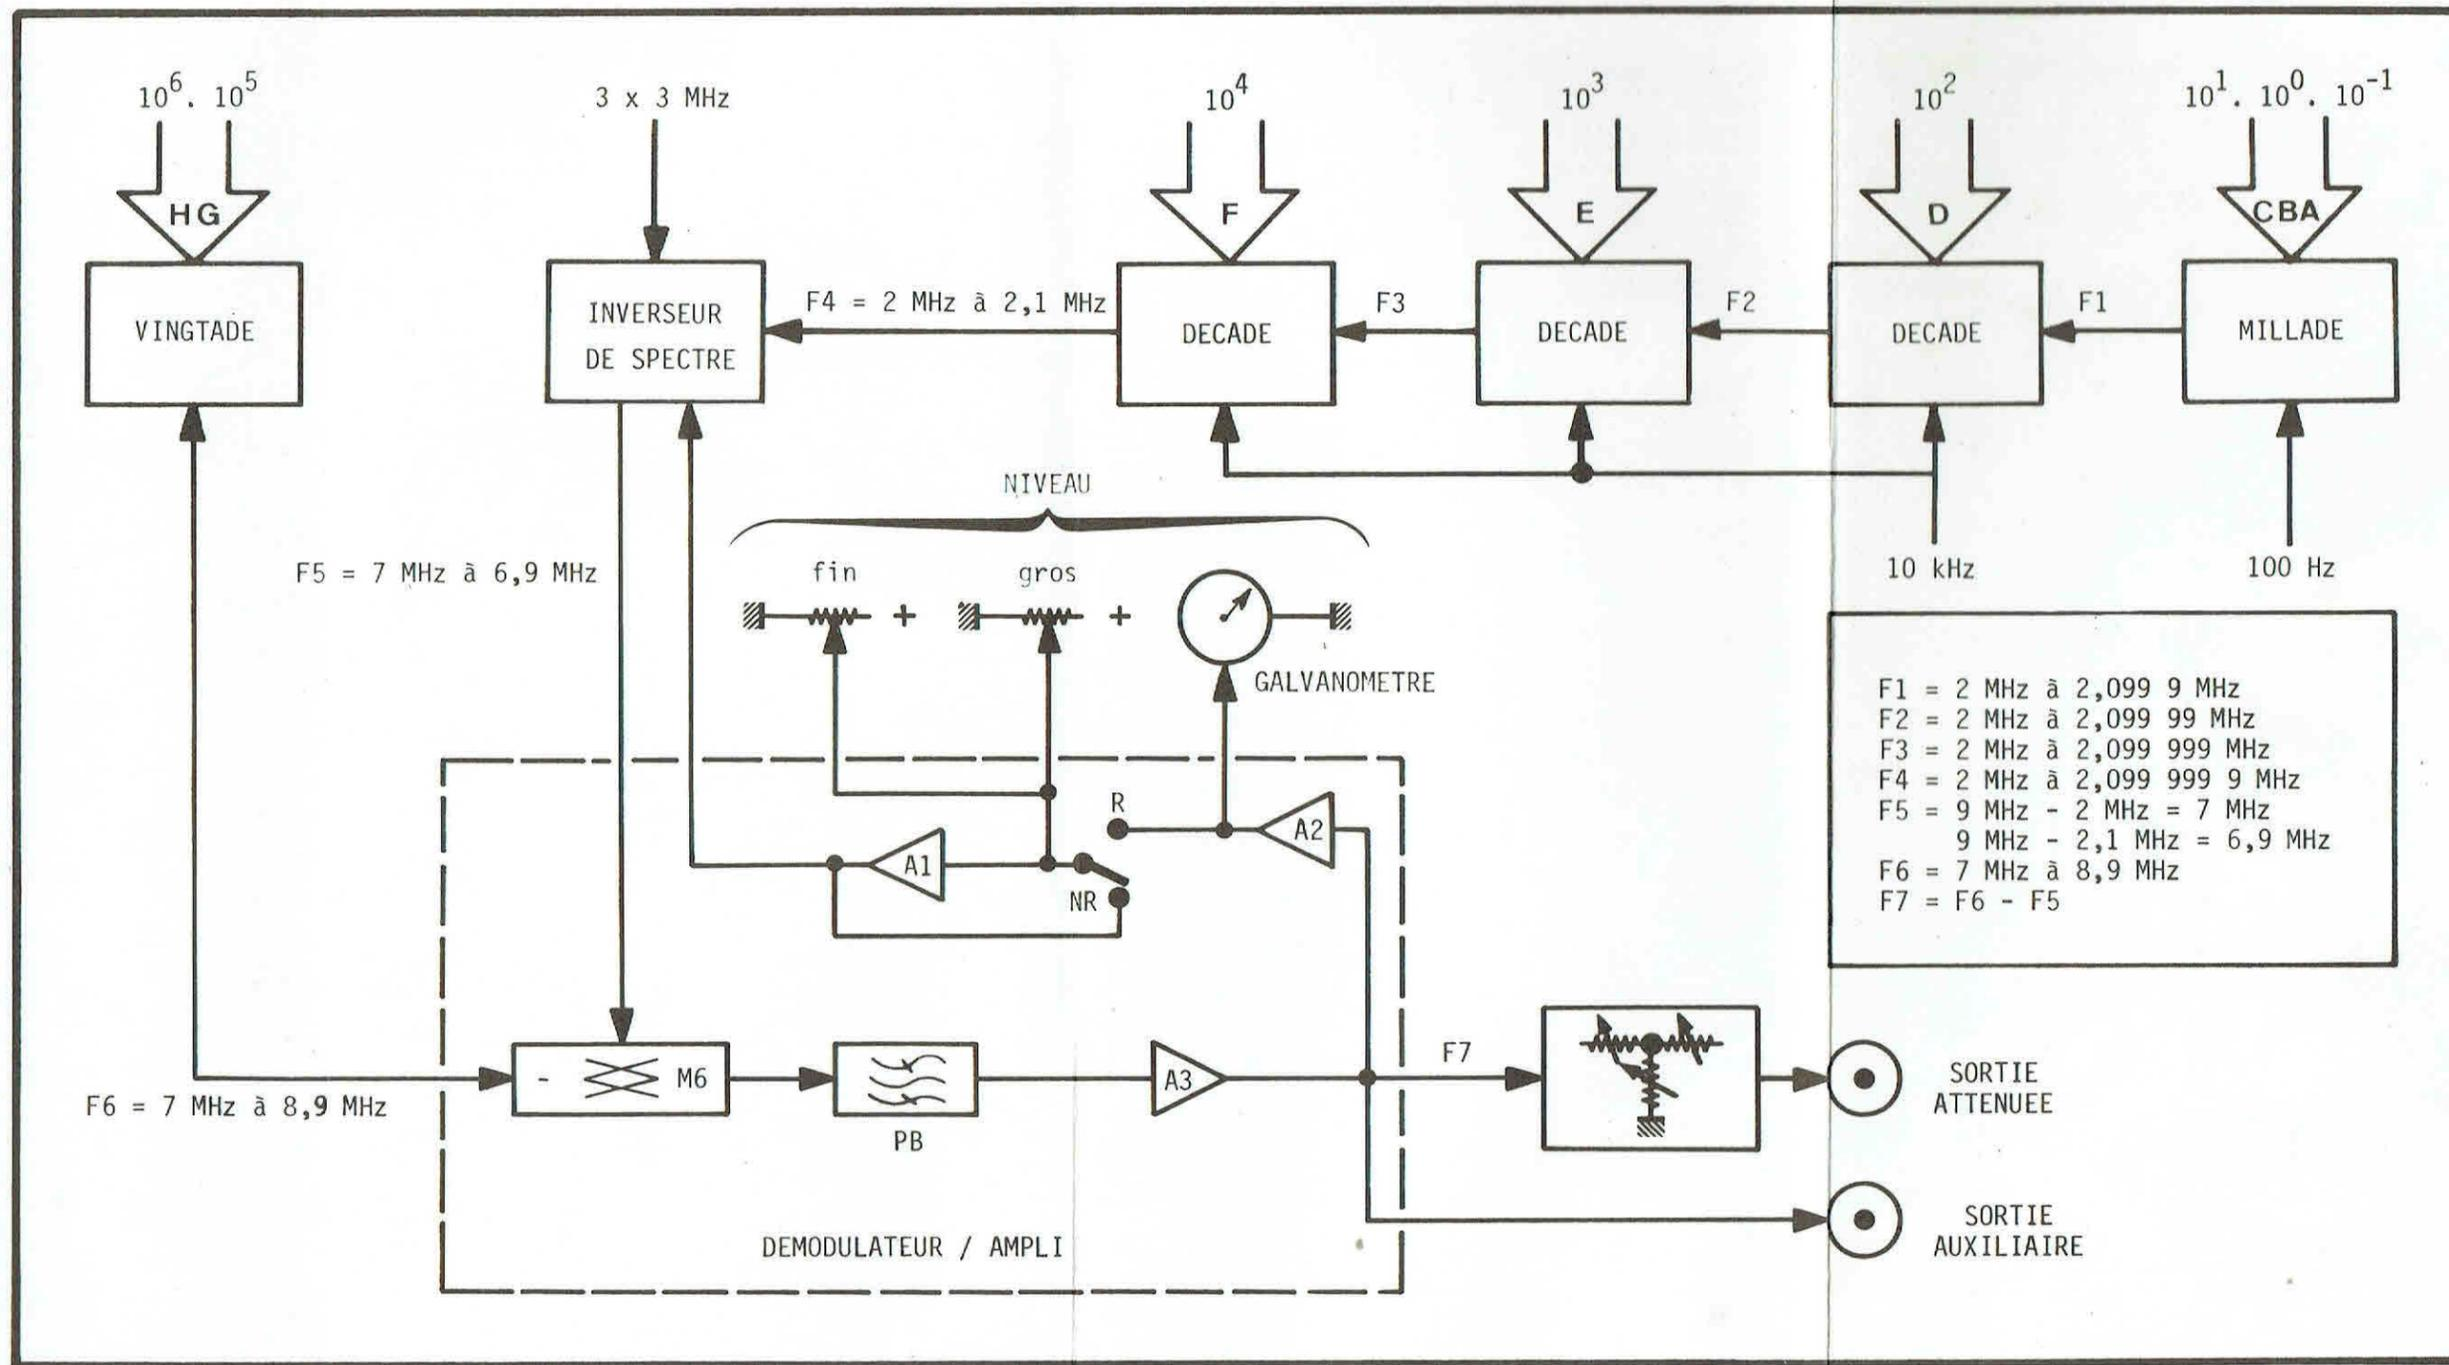 10⁶. 10⁵
3 x 3 MHz
10⁴
10³
10²
10¹. 10⁰. 10⁻¹
HG
F
E
D
CBA
VINGTADE
INVERSEUR
DE SPECTRE
F4 = 2 MHz à 2,1 MHz
DECADE
F3
DECADE
F2
DECADE
F1
MILLADE
NIVEAU
F5 = 7 MHz à 6,9 MHz
fin
gros
10 kHz
100 Hz
+
+
GALVANOMETRE
F1 = 2 MHz à 2,099 9 MHz
F2 = 2 MHz à 2,099 99 MHz
F3 = 2 MHz à 2,099 999 MHz
F4 = 2 MHz à 2,099 999 9 MHz
F5 = 9 MHz - 2 MHz = 7 MHz
9 MHz - 2,1 MHz = 6,9 MHz
F6 = 7 MHz à 8,9 MHz
F7 = F6 - F5
R
A2
A1
NR
- M6
A3
F7
F6 = 7 MHz à 8,9 MHz
PB
SORTIE
ATTENUEE
DEMODULATEUR / AMPLI
SORTIE
AUXILIAIRE